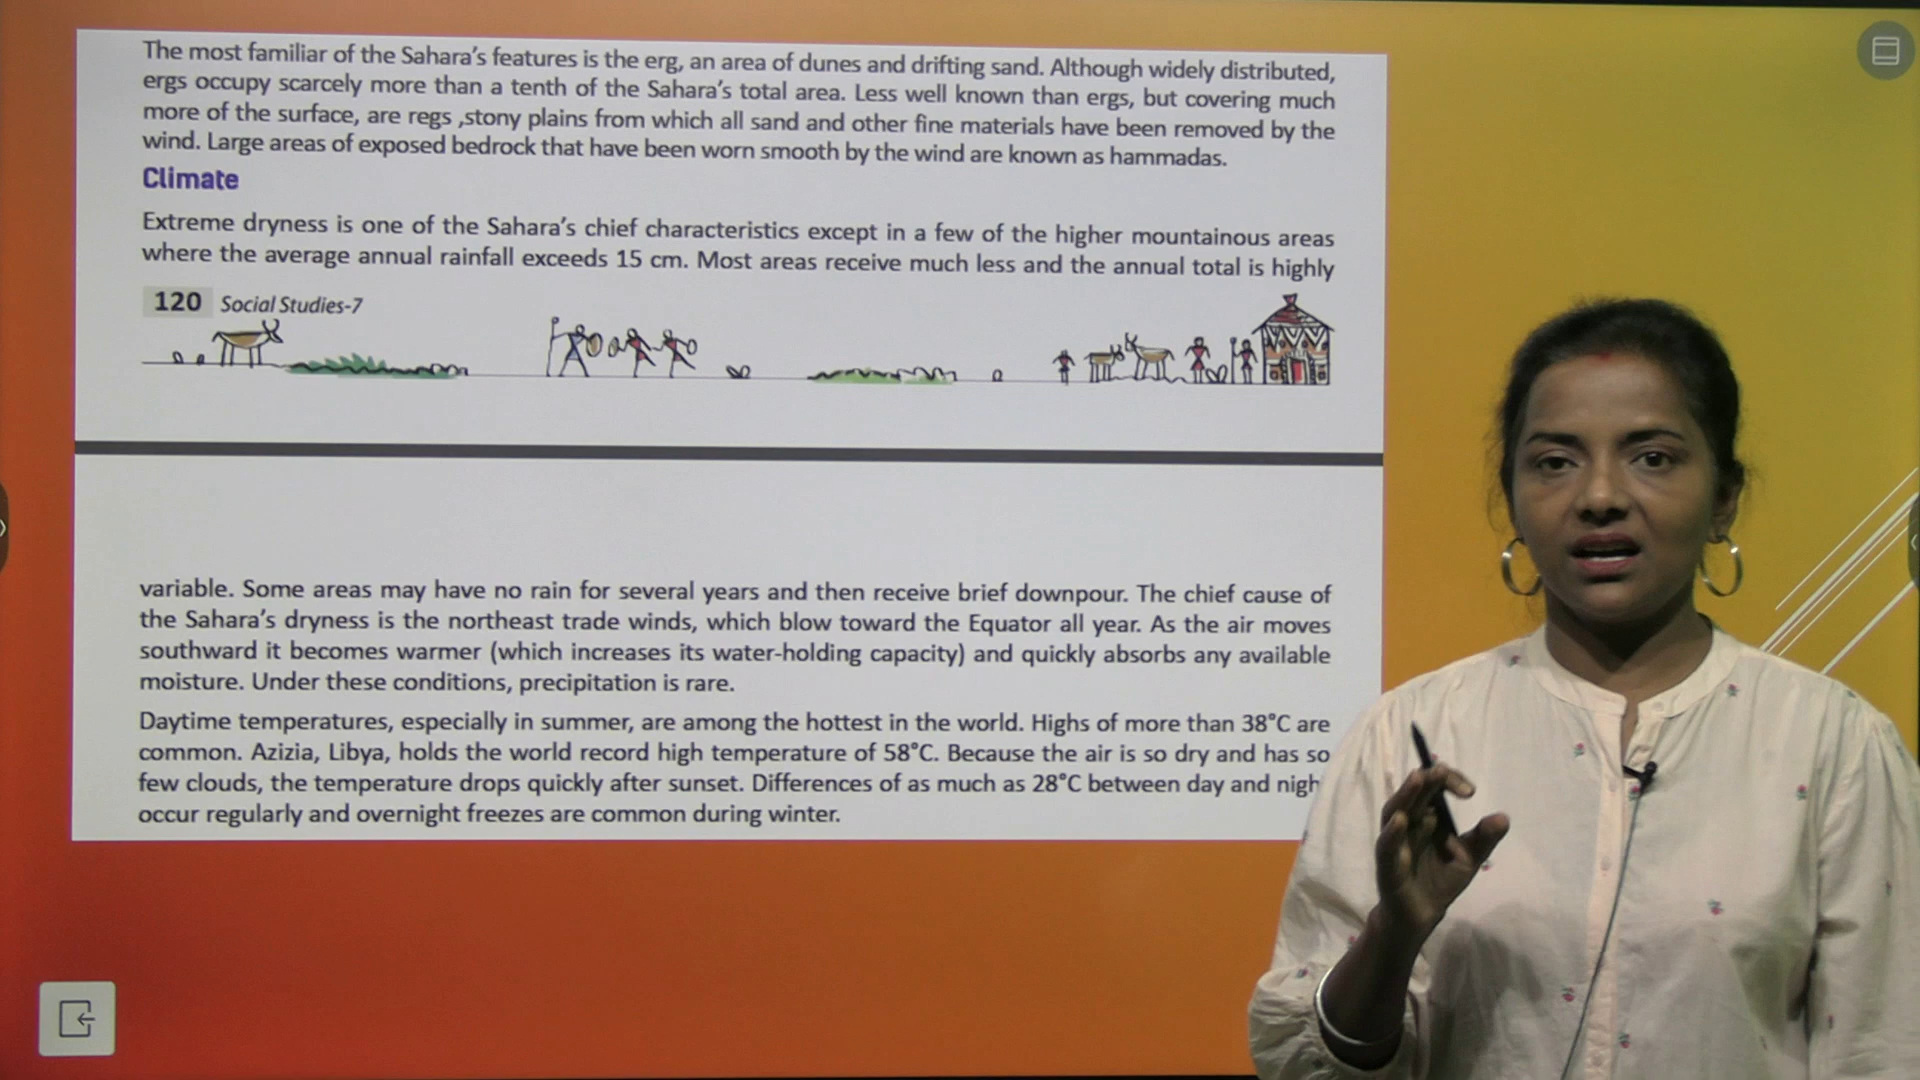 The most familiar of the Sahara's features is the erg, an area of dunes and drifting sand. Although widely distributed,
ergs occupy scarcely more than a tenth of the Sahara's total area. Less well known than ergs, but covering much
more of the surface, are regs ,stony plains from which all sand and other fine materials have been removed by the
wind. Large areas of exposed bedrock that have been worn smooth by the wind are known as hammadas.
Climate
Extreme dryness is one of the Sahara's chief characteristics except in a few of the higher mountainous areas
where the average annual rainfall exceeds 15 cm. Most areas receive much less and the annual total is highly
120 Social Studies-7
variable. Some areas may have no rain for several years and then receive brief downpour. The chief cause of
the Sahara's dryness is the northeast trade winds, which blow toward the Equator all year. As the air moves
southward it becomes warmer (which increases its water-holding capacity) and quickly absorbs any available
moisture. Under these conditions, precipitation is rare.
Daytime temperatures, especially in summer, are among the hottest in the world. Highs of more than 38°C are
common. Azizia, Libya, holds the world record high temperature of 58°C. Because the air is so dry and has so
few clouds, the temperature drops quickly after sunset. Differences of as much as 28°C between day and nigh
occur regularly and overnight freezes are common during winter.